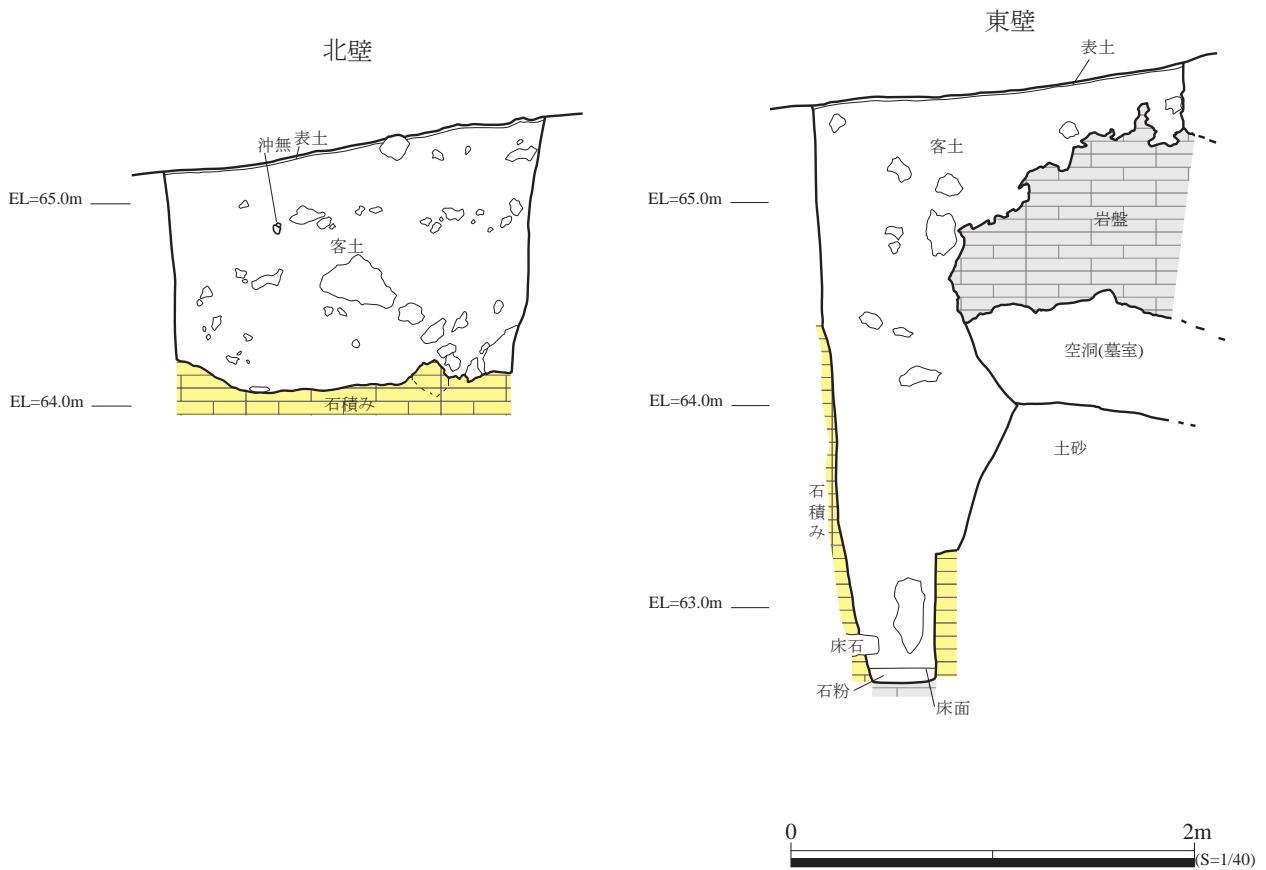 北壁
沖無
表土
EL=65.0m
客土
EL=64.0m
石積み
東壁
表土
客土
EL=65.0m
岩盤
空洞(墓室)
EL=64.0m
土砂
石積み
EL=63.0m
床石
石粉
床面
0
2m
(S=1/40)